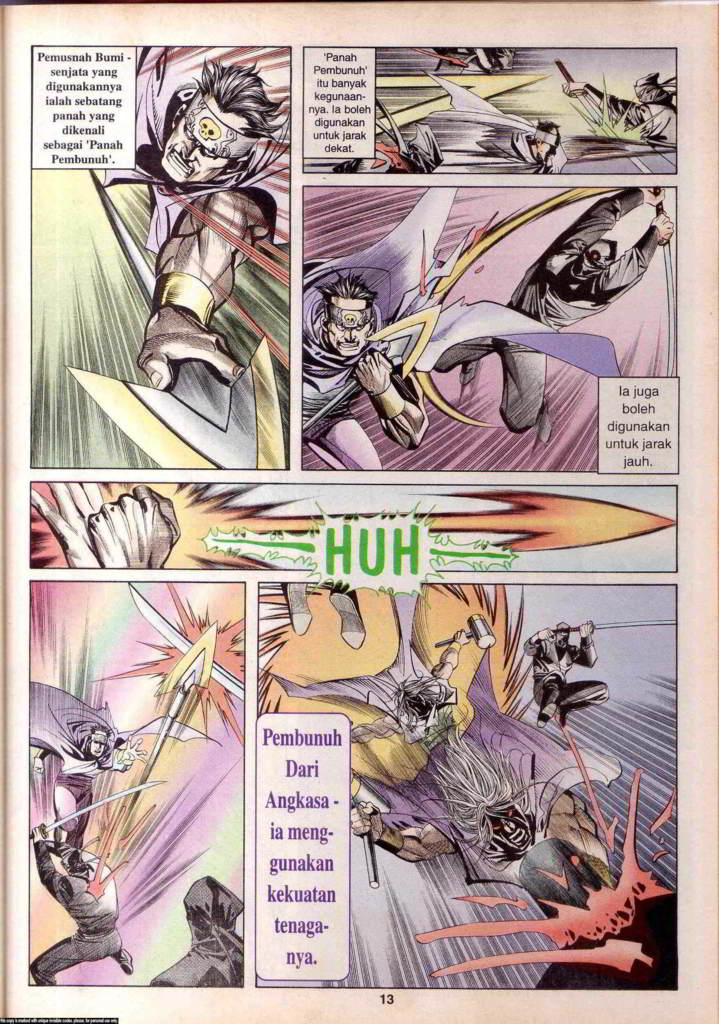 Pemusnah Bumi -
senjata yang
digunakannya
ialah sebatang
panah yang
dikenali
sebagai 'Panah
Pembunuh'.
'Panah
Pembunuh'
itu banyak
kegunaan-
nya. Ia boleh
digunakan
untuk jarak
dekat.
Ia juga
boleh
digunakan
untuk jarak
jauh.
HUH
Pembunuh
Dari
Angkasa -
ia meng-
gunakan
kekuatan
tenaga-
nya.
13